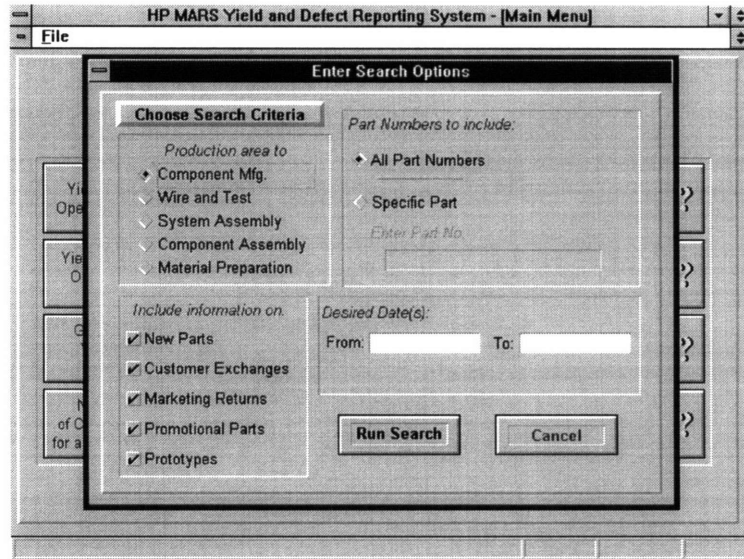 HP MARS Yield and Defect Reporting System - [Main Menu]
File
Enter Search Options
Choose Search Criteria
Production area to
Component Mfg.
Wire and Test
System Assembly
Component Assembly
Material Preparation
Part Numbers to include:
All Part Numbers
Specific Part
Enter Part No.
Include information on.
New Parts
Customer Exchanges
Marketing Returns
Promotional Parts
Prototypes
Desired Date(s):
From: To:
Run Search Cancel
of C
for a
?
?
?
?